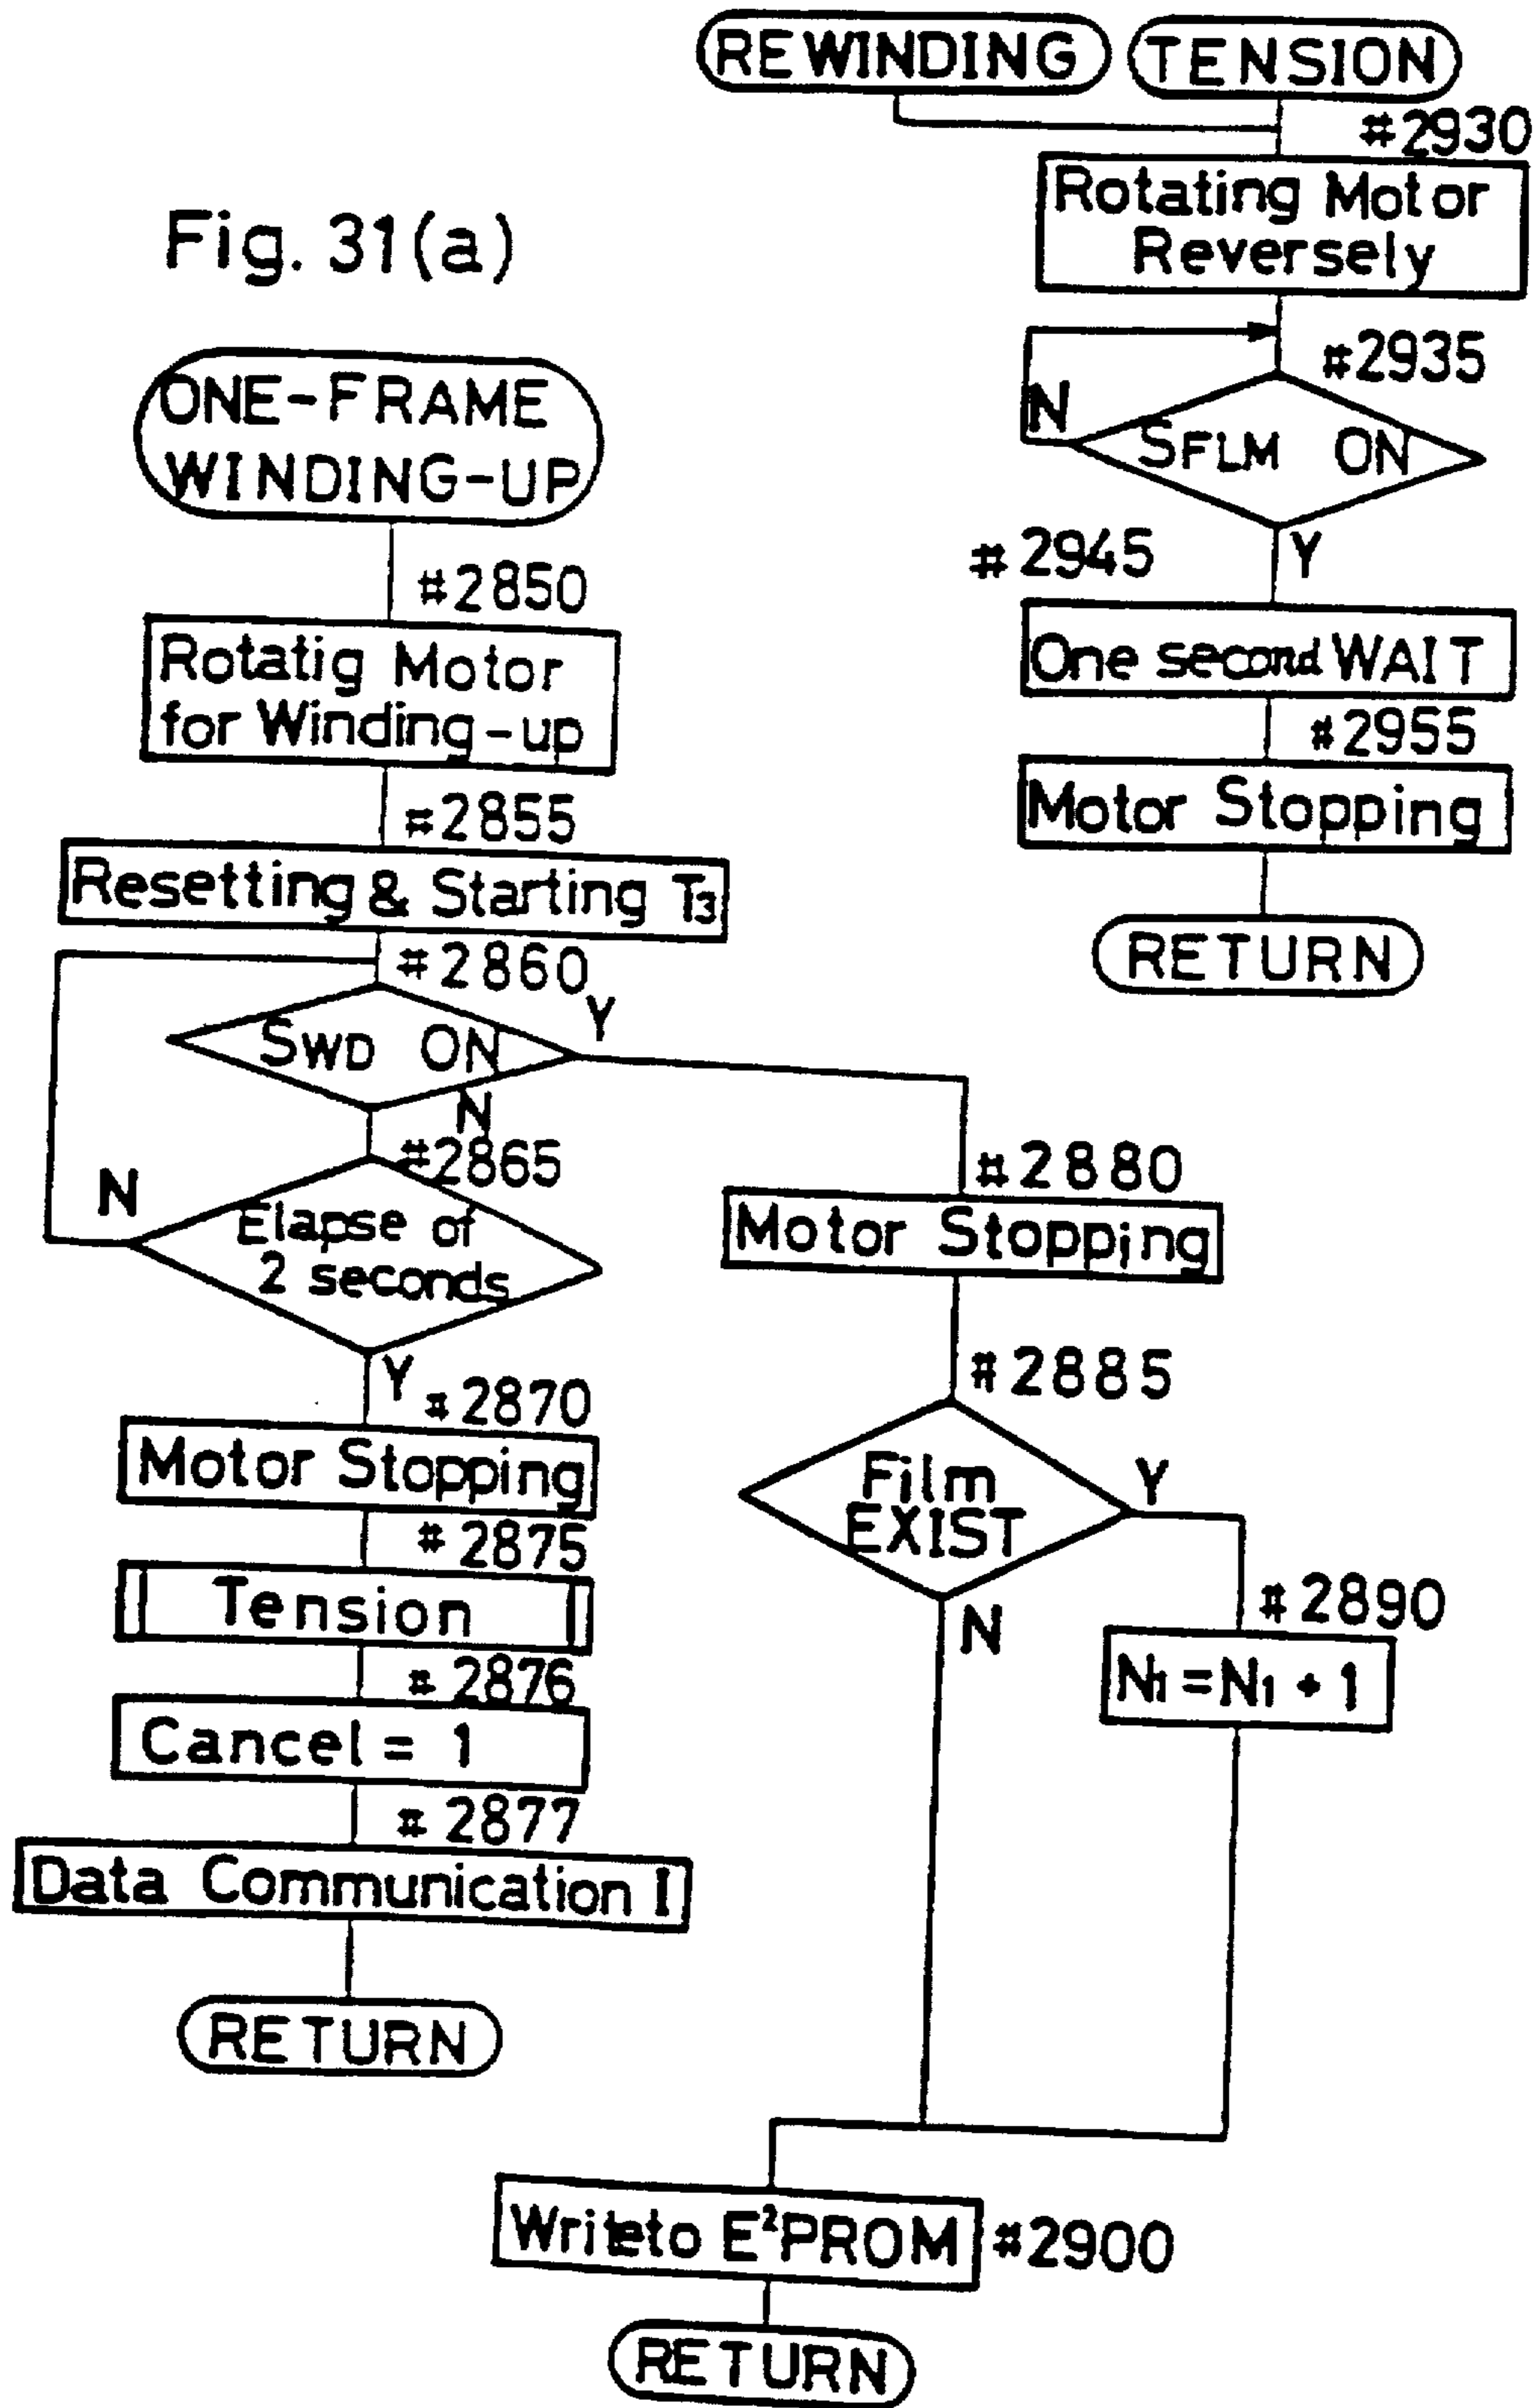 Fig. 31(a)
ONE-FRAME
WINDING-UP
#2850
Rotatig Motor
for Winding-up
#2855
Resetting & Starting T3
#2860
SWD ON
Y
N
#2865
N
Elapse of
2 seconds
Y
#2870
Motor Stopping
#2875
Tension
#2876
Cancel = 1
#2877
Data Communication I
RETURN
#2880
Motor Stopping
#2885
Film
EXIST
Y
N
#2890
N1 = N1 + 1
Write to E²PROM
#2900
RETURN
REWINDING
TENSION
#2930
Rotating Motor
Reversely
#2935
N
SFLM ON
Y
#2945
One second WAIT
#2955
Motor Stopping
RETURN